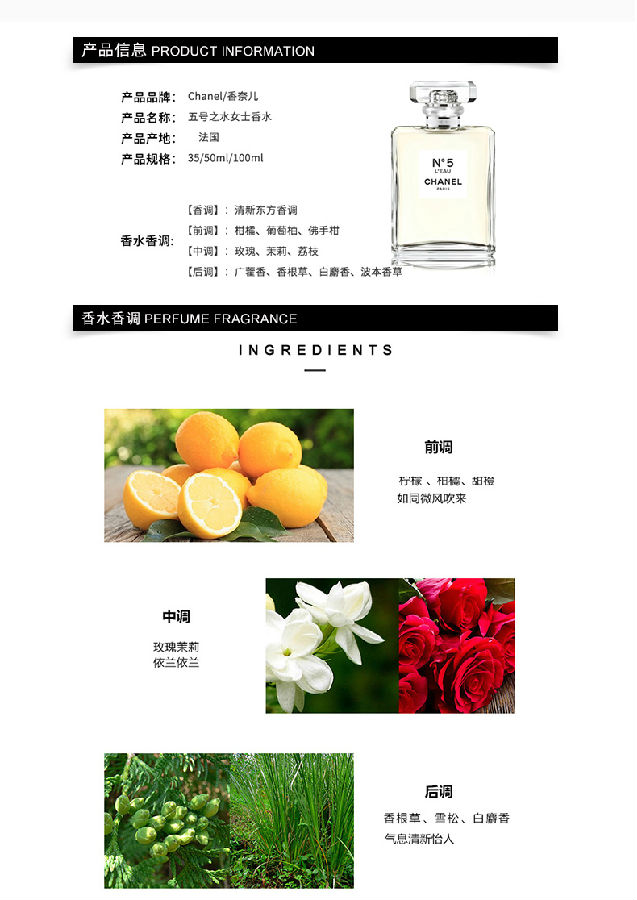 产品信息 PRODUCT INFORMATION
产品品牌： Chanel/香奈儿
产品名称： 五号之水女士香水
产品产地： 法国
产品规格： 35/50ml/100ml
N°5
L'EAU
CHANEL
PARIS
香水香调:
【香调】：清新东方香调
【前调】：柑橘、葡萄柚、佛手柑
【中调】：玫瑰、茉莉、荔枝
【后调】：广藿香、香根草、白麝香、波本香草
香水香调 PERFUME FRAGRANCE
INGREDIENTS
前调
柠檬 、柑橘、甜橙
如同微风吹来
中调
玫瑰茉莉
依兰依兰
后调
香根草、雪松、白麝香
气息清新怡人